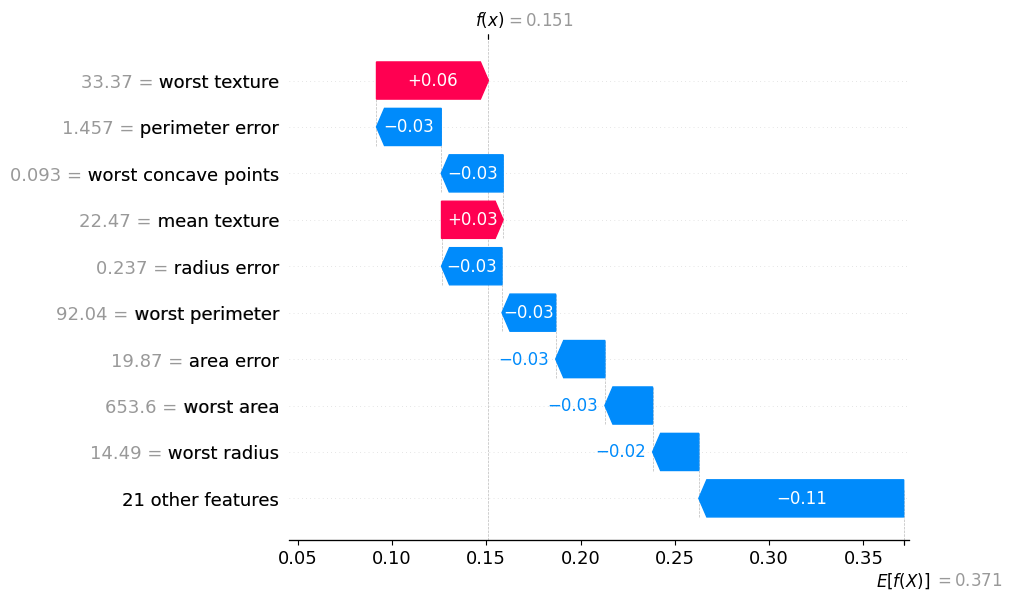 f(x) = 0.151
33.37 = worst texture
+0.06
1.457 = perimeter error
−0.03
0.093 = worst concave points
−0.03
22.47 = mean texture
+0.03
0.237 = radius error
−0.03
92.04 = worst perimeter
−0.03
19.87 = area error
−0.03
653.6 = worst area
−0.03
14.49 = worst radius
−0.02
21 other features
−0.11
0.05 0.10 0.15 0.20 0.25 0.30 0.35
E[f(X)] = 0.371